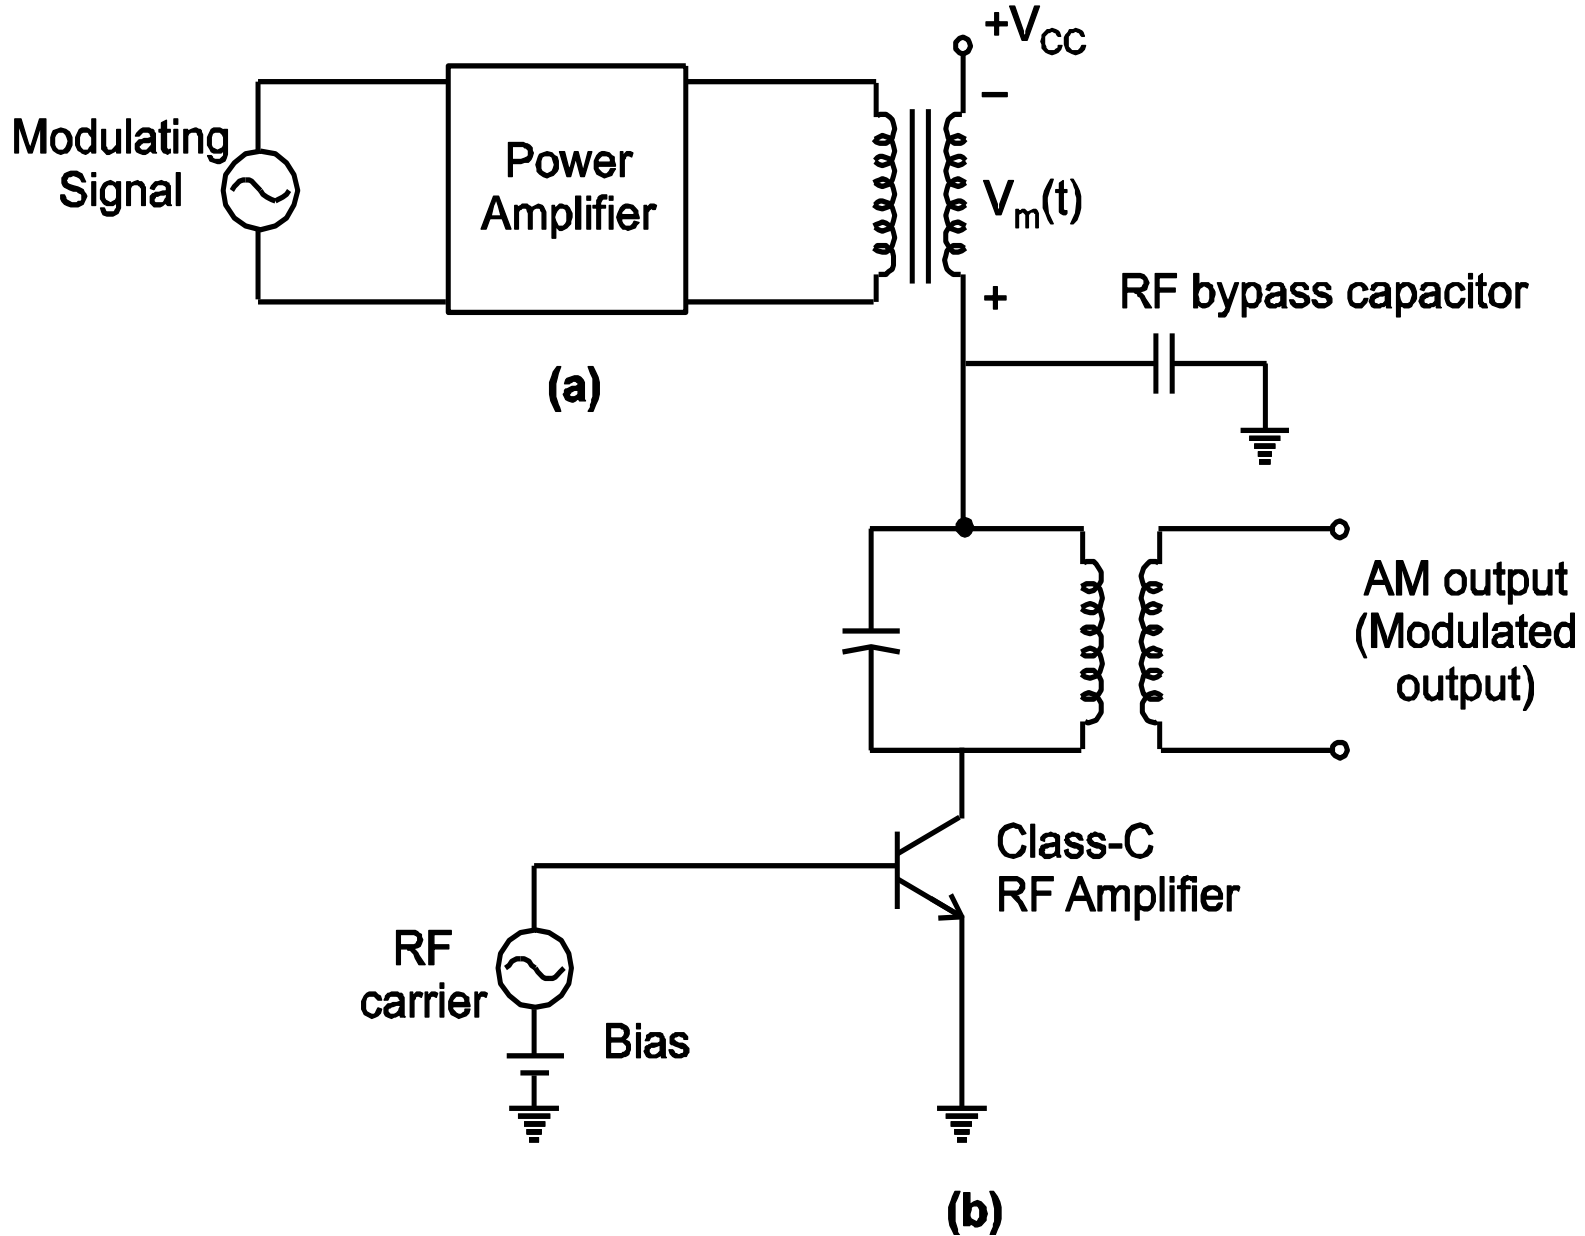 +VCC
−
Modulating
Signal
Power
Amplifier
Vm(t)
+
RF bypass capacitor
(a)
AM output
(Modulated
output)
Class-C
RF Amplifier
RF
carrier
Bias
(b)